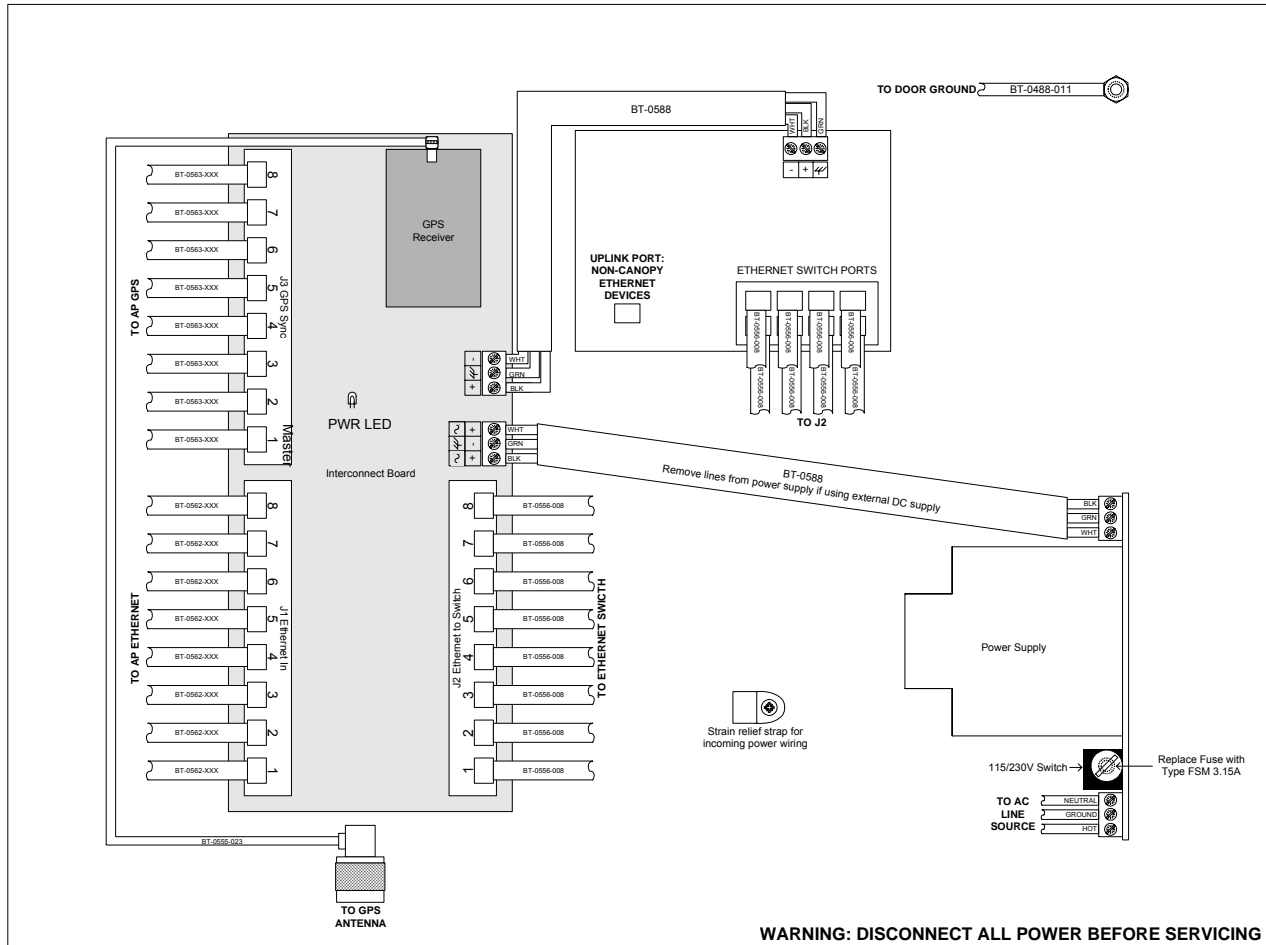 TO DOOR GROUND
BT-0488-011
BT-0588
WHT
BLK
GRN
-
+
BT-0563-XXX
8
BT-0563-XXX
7
BT-0563-XXX
6
BT-0563-XXX
5
BT-0563-XXX
4
BT-0563-XXX
3
BT-0563-XXX
2
BT-0563-XXX
1
TO AP GPS
J3 GPS Sync
Master
GPS
Receiver
UPLINK PORT:
NON-CANOPY
ETHERNET
DEVICES
ETHERNET SWITCH PORTS
BT-0556-008
BT-0556-008
BT-0556-008
BT-0556-008
BT-0556-008
BT-0556-008
BT-0556-008
BT-0556-008
TO J2
-
WHT
GRN
+
BLK
PWR LED
~
+
WHT
-
GRN
~
+
BLK
Interconnect Board
BT-0588
Remove lines from power supply if using external DC supply
BLK
GRN
WHT
BT-0562-XXX
8
BT-0562-XXX
7
BT-0562-XXX
6
BT-0562-XXX
5
BT-0562-XXX
4
BT-0562-XXX
3
BT-0562-XXX
2
BT-0562-XXX
1
TO AP ETHERNET
J1 Ethernet In
J2 Ethernet to Switch
8
BT-0556-008
7
BT-0556-008
6
BT-0556-008
5
BT-0556-008
4
BT-0556-008
3
BT-0556-008
2
BT-0556-008
1
BT-0556-008
TO ETHERNET SWICTH
Power Supply
Strain relief strap for
incoming power wiring
115/230V Switch
Replace Fuse with
Type FSM 3.15A
TO AC
LINE
SOURCE
NEUTRAL
GROUND
HOT
BT-0555-023
TO GPS
ANTENNA
WARNING: DISCONNECT ALL POWER BEFORE SERVICING